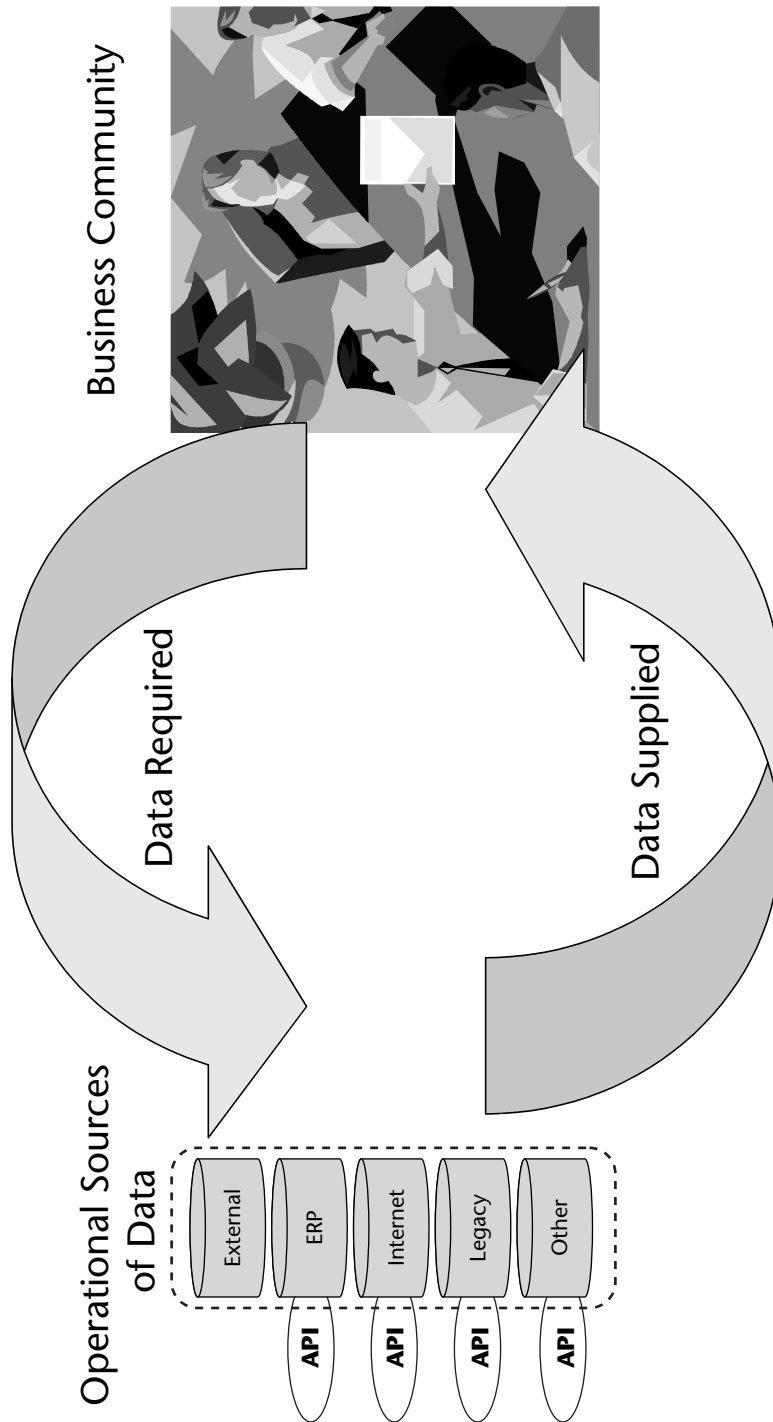 Operational Sources
of Data
Business Community
External
API
ERP
API
Internet
API
Legacy
API
Other
Data Required
Data Supplied